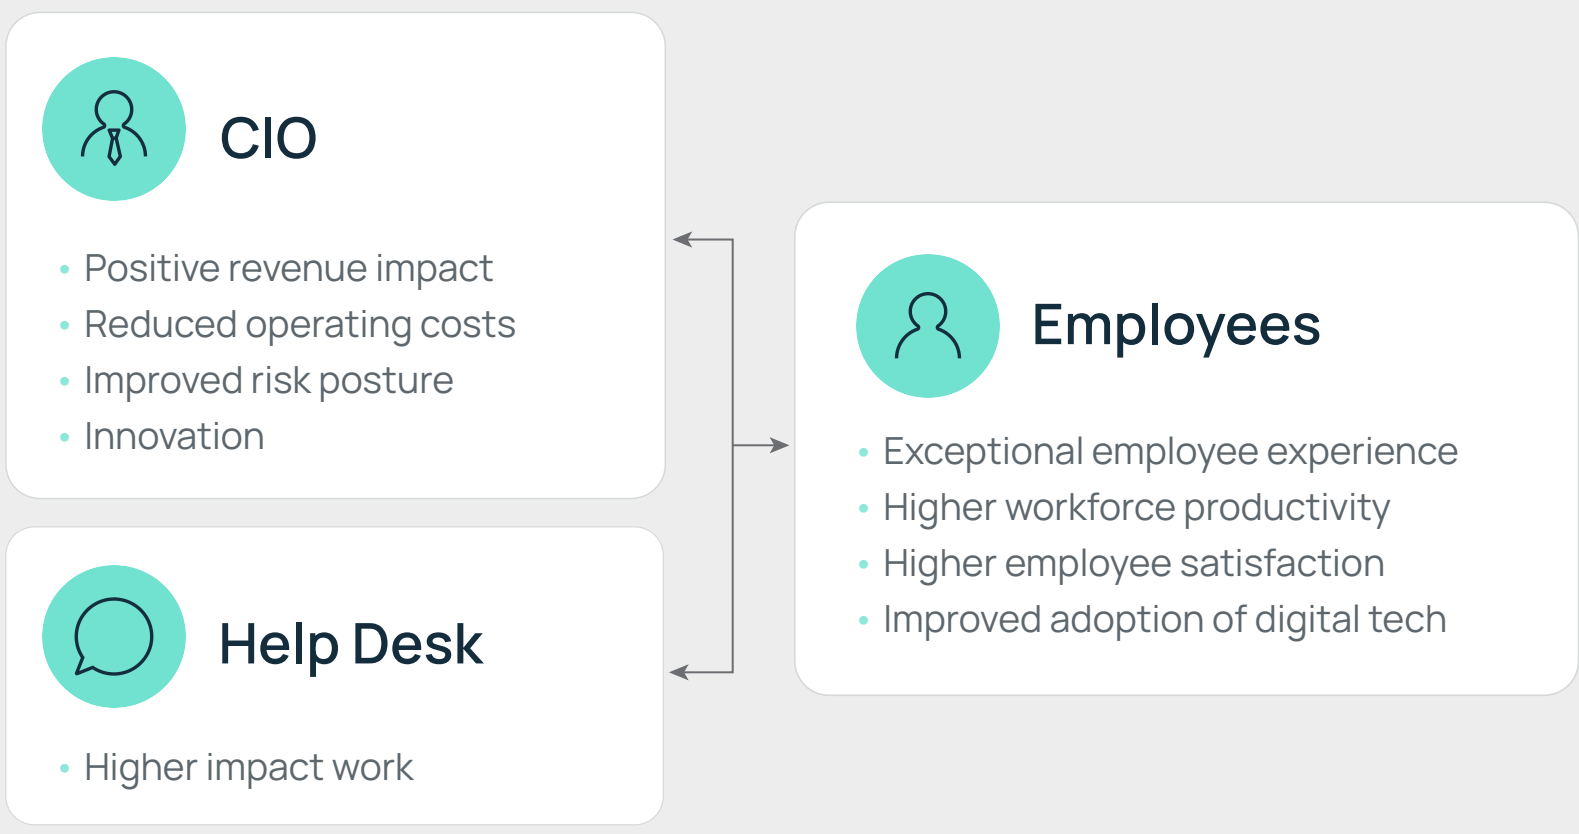 CIO
• Positive revenue impact
• Reduced operating costs
• Improved risk posture
• Innovation
Help Desk
• Higher impact work
Employees
• Exceptional employee experience
• Higher workforce productivity
• Higher employee satisfaction
• Improved adoption of digital tech